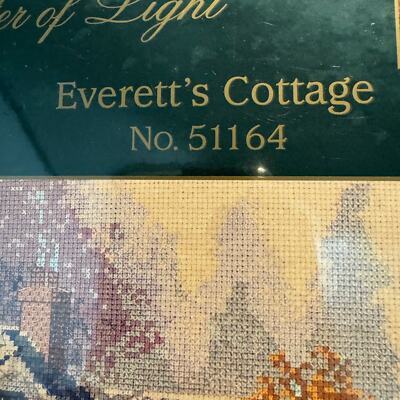 of Light
Everett's Cottage
No. 51164